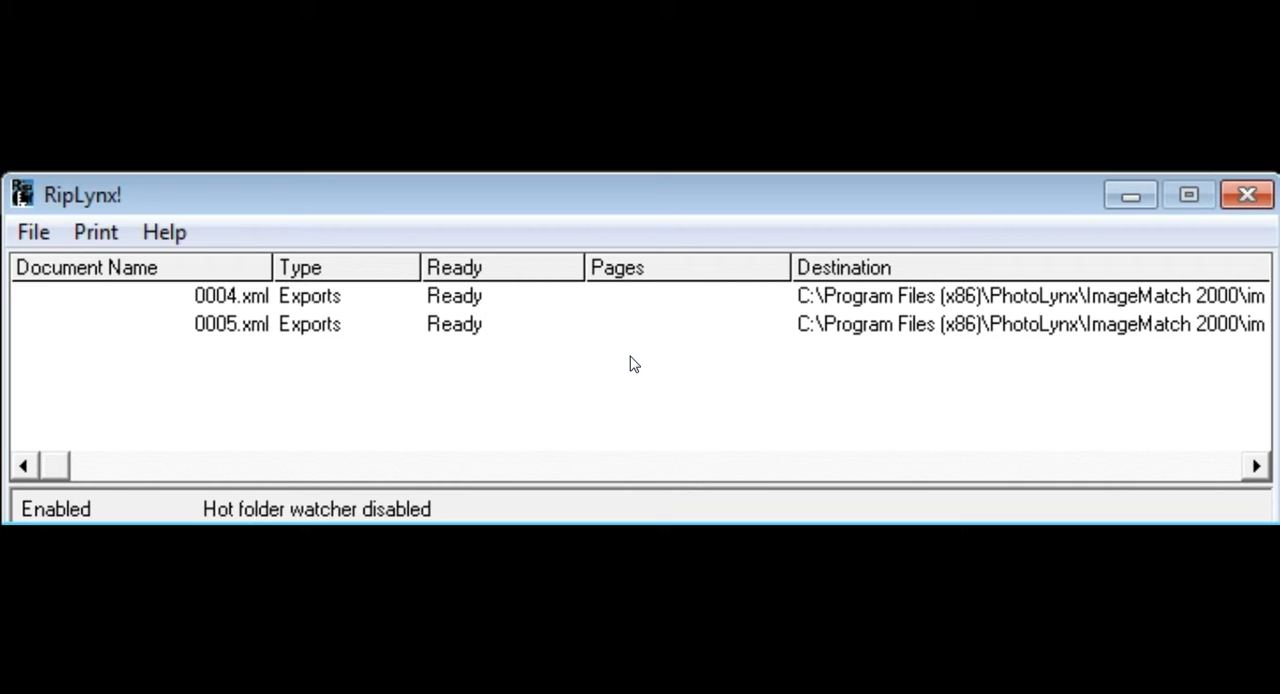 RipLynx!
File Print Help
Document Name Type Ready Pages Destination
0004.xml Exports Ready C:\Program Files (x86)\PhotoLynx\ImageMatch 2000\im
0005.xml Exports Ready C:\Program Files (x86)\PhotoLynx\ImageMatch 2000\im
Enabled Hot folder watcher disabled